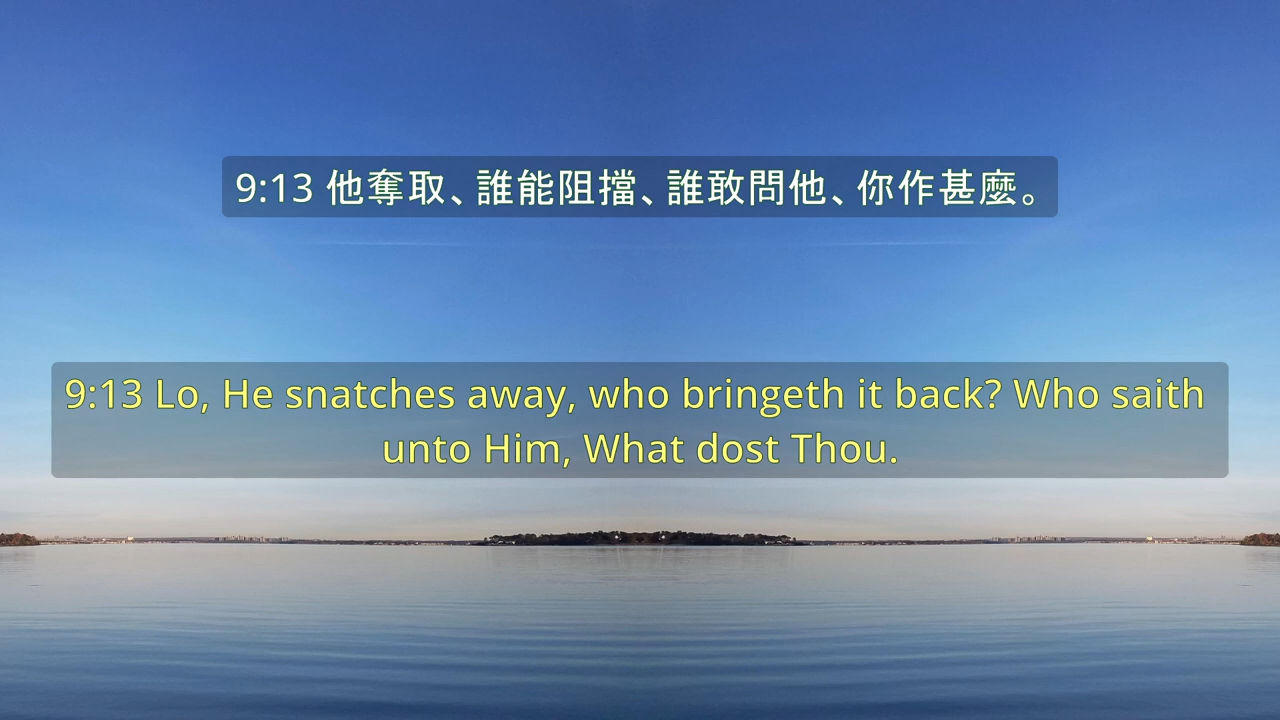 9:13 他奪取、誰能阻擋、誰敢問他、你作甚麼。
9:13 Lo, He snatches away, who bringeth it back? Who saith
unto Him, What dost Thou.